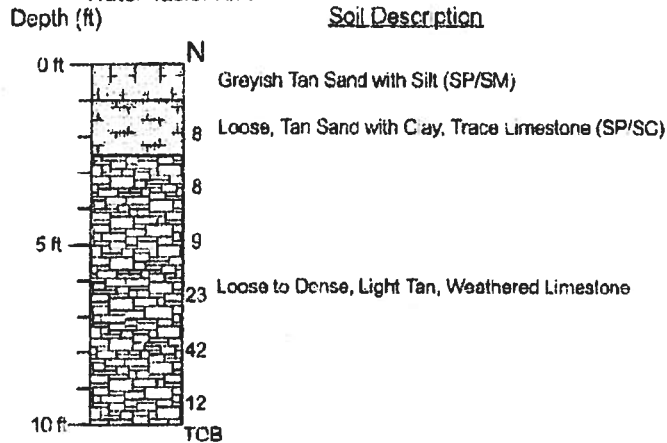 Depth (ft)
Soil Description
N
0 ft
Greyish Tan Sand with Silt (SP/SM)
8
Loose, Tan Sand with Clay, Trace Limestone (SP/SC)
8
5 ft
9
23
Loose to Dense, Light Tan, Weathered Limestone
42
12
10 ft
TCB